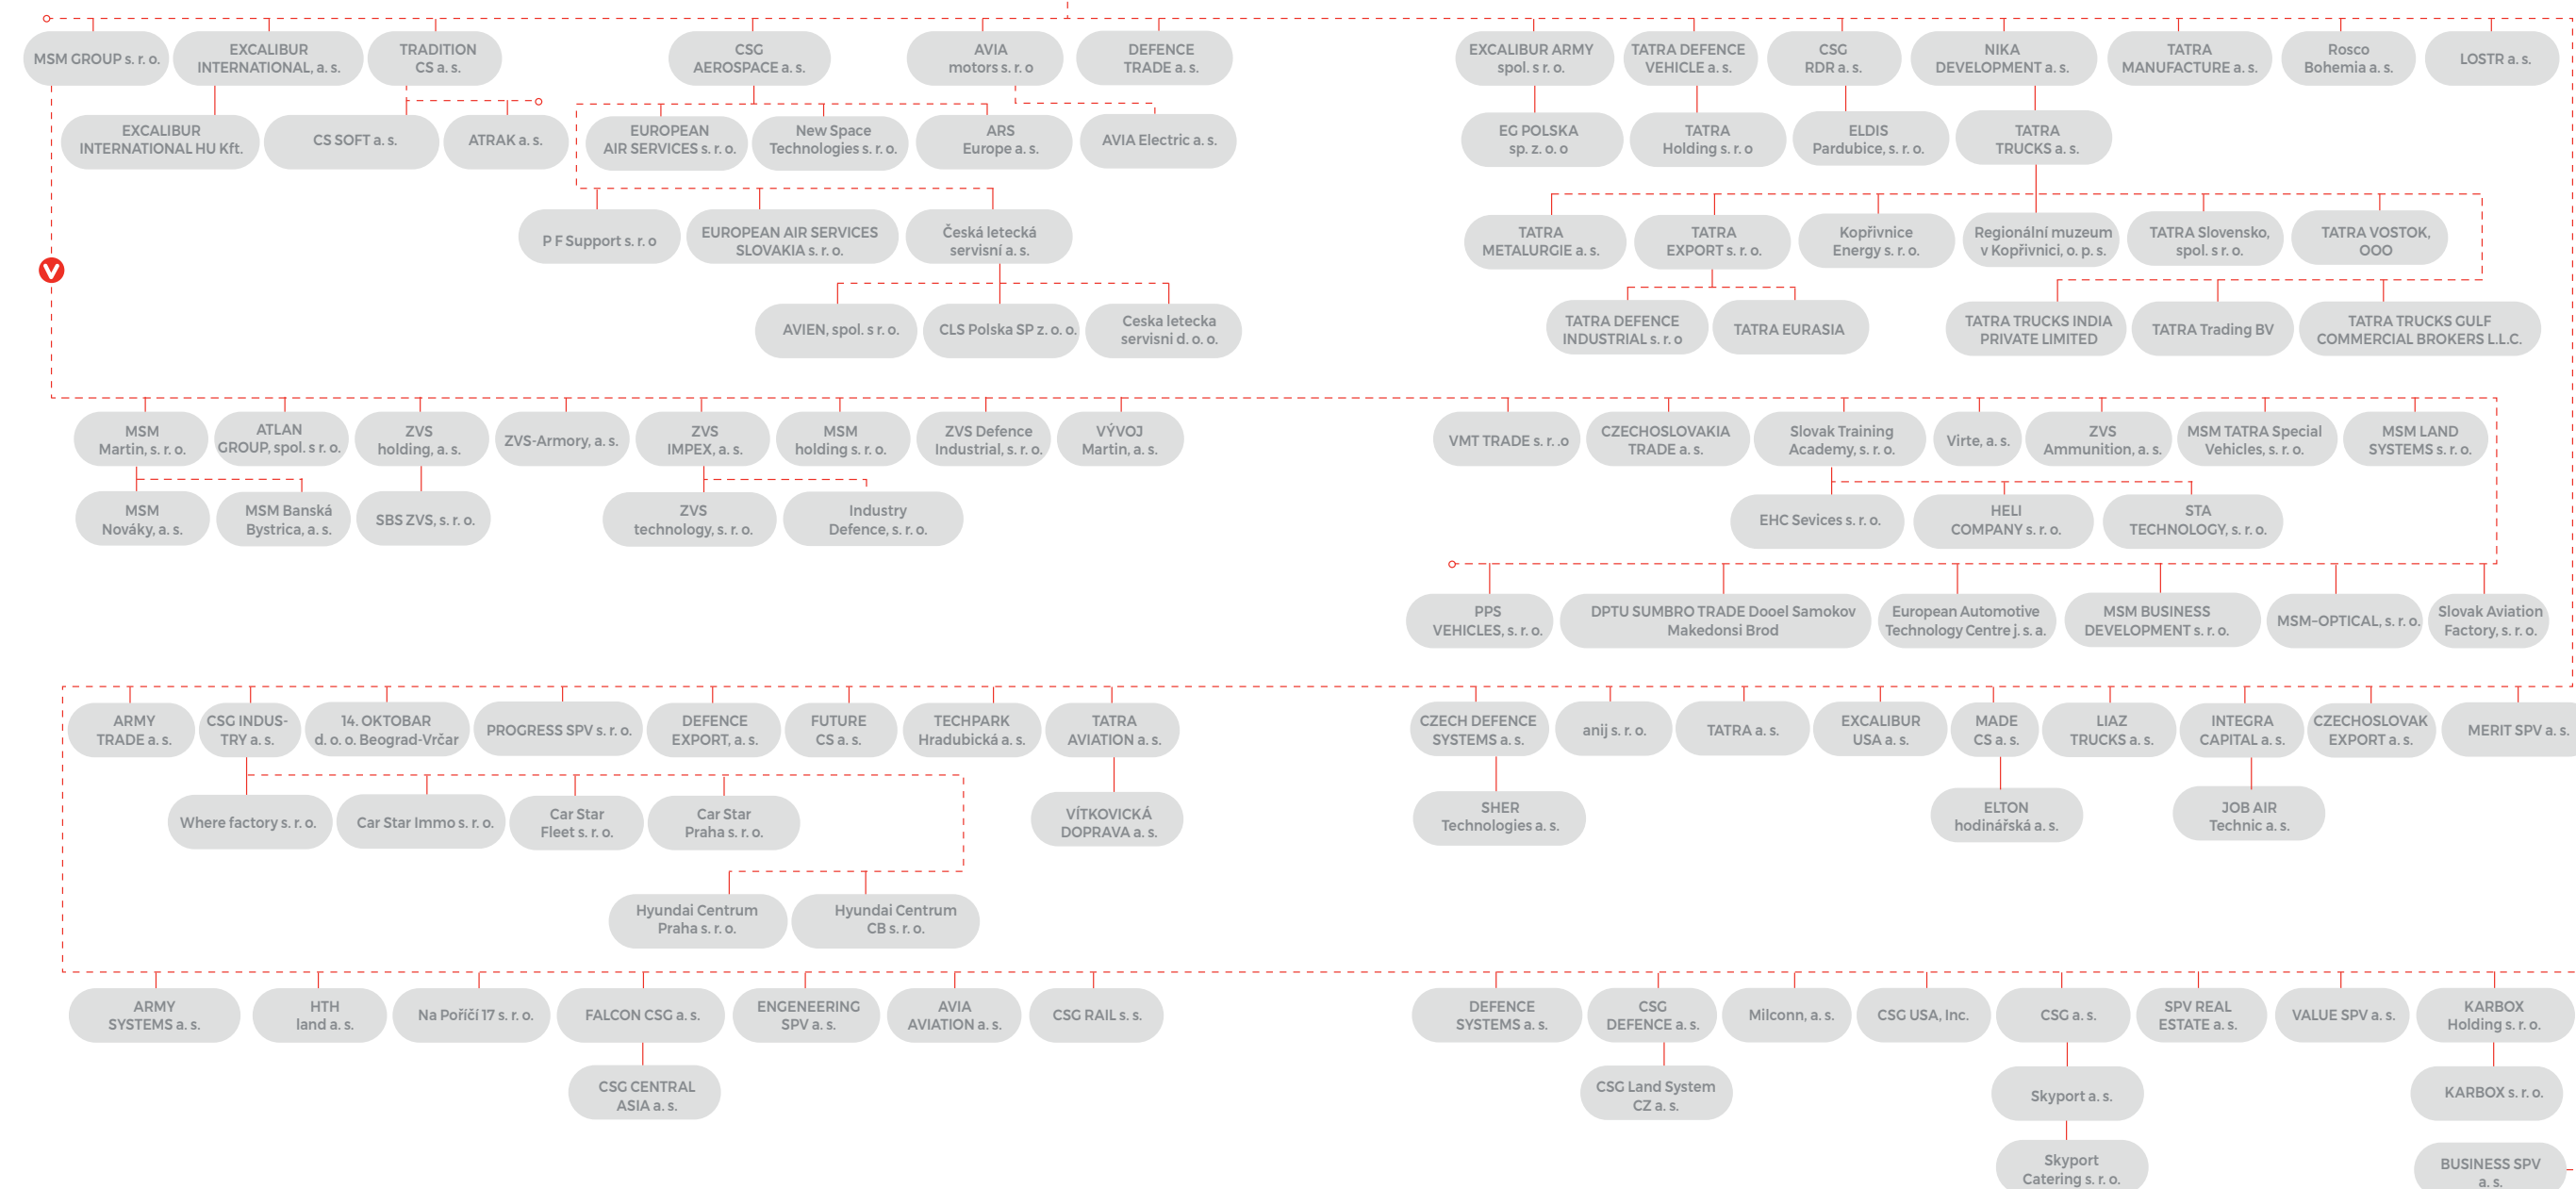 MSM GROUP s. r. o.
EXCALIBUR
INTERNATIONAL, a. s.
TRADITION
CS a. s.
CSG
AEROSPACE a. s.
AVIA
motors s. r. o
DEFENCE
TRADE a. s.
EXCALIBUR ARMY
spol. s r. o.
TATRA DEFENCE
VEHICLE a. s.
CSG
RDR a. s.
NIKA
DEVELOPMENT a. s.
TATRA
MANUFACTURE a. s.
Rosco
Bohemia a. s.
LOSTR a. s.
EXCALIBUR
INTERNATIONAL HU Kft.
CS SOFT a. s.
ATRAK a. s.
EUROPEAN
AIR SERVICES s. r. o.
New Space
Technologies s. r. o.
ARS
Europe a. s.
AVIA Electric a. s.
EG POLSKA
sp. z. o. o
TATRA
Holding s. r. o
ELDIS
Pardubice, s. r. o.
TATRA
TRUCKS a. s.
P F Support s. r. o
EUROPEAN AIR SERVICES
SLOVAKIA s. r. o.
Česká letecká
servisní a. s.
TATRA
METALURGIE a. s.
TATRA
EXPORT s. r. o.
Kopřivnice
Energy s. r. o.
Regionální muzeum
v Kopřivnici, o. p. s.
TATRA Slovensko,
spol. s r. o.
TATRA VOSTOK,
OOO
AVIEN, spol. s r. o.
CLS Polska SP z. o. o.
Ceska letecka
servisni d. o. o.
TATRA DEFENCE
INDUSTRIAL s. r. o
TATRA EURASIA
TATRA TRUCKS INDIA
PRIVATE LIMITED
TATRA Trading BV
TATRA TRUCKS GULF
COMMERCIAL BROKERS L.L.C.
MSM
Martin, s. r. o.
ATLAN
GROUP, spol. s r. o.
ZVS
holding, a. s.
ZVS-Armory, a. s.
ZVS
IMPEX, a. s.
MSM
holding s. r. o.
ZVS Defence
Industrial, s. r. o.
VÝVOJ
Martin, a. s.
VMT TRADE s. r. .o
CZECHOSLOVAKIA
TRADE a. s.
Slovak Training
Academy, s. r. o.
Virte, a. s.
ZVS
Ammunition, a. s.
MSM TATRA Special
Vehicles, s. r. o.
MSM LAND
SYSTEMS s. r. o.
MSM
Nováky, a. s.
MSM Banská
Bystrica, a. s.
SBS ZVS, s. r. o.
ZVS
technology, s. r. o.
Industry
Defence, s. r. o.
EHC Sevices s. r. o.
HELI
COMPANY s. r. o.
STA
TECHNOLOGY, s. r. o.
PPS
VEHICLES, s. r. o.
DPTU SUMBRO TRADE Dooel Samokov
Makedonsi Brod
European Automotive
Technology Centre j. s. a.
MSM BUSINESS
DEVELOPMENT s. r. o.
MSM-OPTICAL, s. r. o.
Slovak Aviation
Factory, s. r. o.
ARMY
TRADE a. s.
CSG INDUS-
TRY a. s.
14. OKTOBAR
d. o. o. Beograd-Vrčar
PROGRESS SPV s. r. o.
DEFENCE
EXPORT, a. s.
FUTURE
CS a. s.
TECHPARK
Hradubická a. s.
TATRA
AVIATION a. s.
CZECH DEFENCE
SYSTEMS a. s.
anij s. r. o.
TATRA a. s.
EXCALIBUR
USA a. s.
MADE
CS a. s.
LIAZ
TRUCKS a. s.
INTEGRA
CAPITAL a. s.
CZECHOSLOVAK
EXPORT a. s.
MERIT SPV a. s.
Where factory s. r. o.
Car Star Immo s. r. o.
Car Star
Fleet s. r. o.
Car Star
Praha s. r. o.
VÍTKOVICKÁ
DOPRAVA a. s.
SHER
Technologies a. s.
ELTON
hodinářská a. s.
JOB AIR
Technic a. s.
Hyundai Centrum
Praha s. r. o.
Hyundai Centrum
CB s. r. o.
ARMY
SYSTEMS a. s.
HTH
land a. s.
Na Poříčí 17 s. r. o.
FALCON CSG a. s.
ENGENEERING
SPV a. s.
AVIA
AVIATION a. s.
CSG RAIL s. s.
DEFENCE
SYSTEMS a. s.
CSG
DEFENCE a. s.
Milconn, a. s.
CSG USA, Inc.
CSG a. s.
SPV REAL
ESTATE a. s.
VALUE SPV a. s.
KARBOX
Holding s. r. o.
CSG CENTRAL
ASIA a. s.
CSG Land System
CZ a. s.
Skyport a. s.
KARBOX s. r. o.
Skyport
Catering s. r. o.
BUSINESS SPV
a. s.